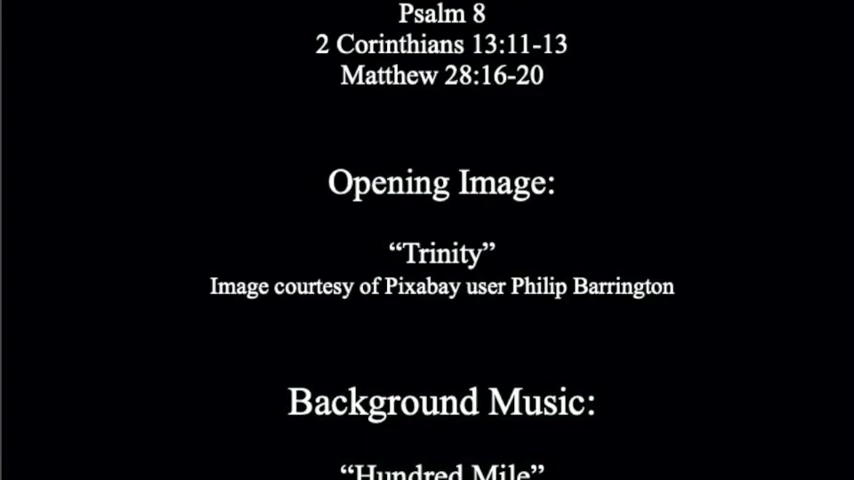 Psalm 8
2 Corinthians 13:11-13
Matthew 28:16-20
Opening Image:
“Trinity”
Image courtesy of Pixabay user Philip Barrington
Background Music:
“Hundred Mile”